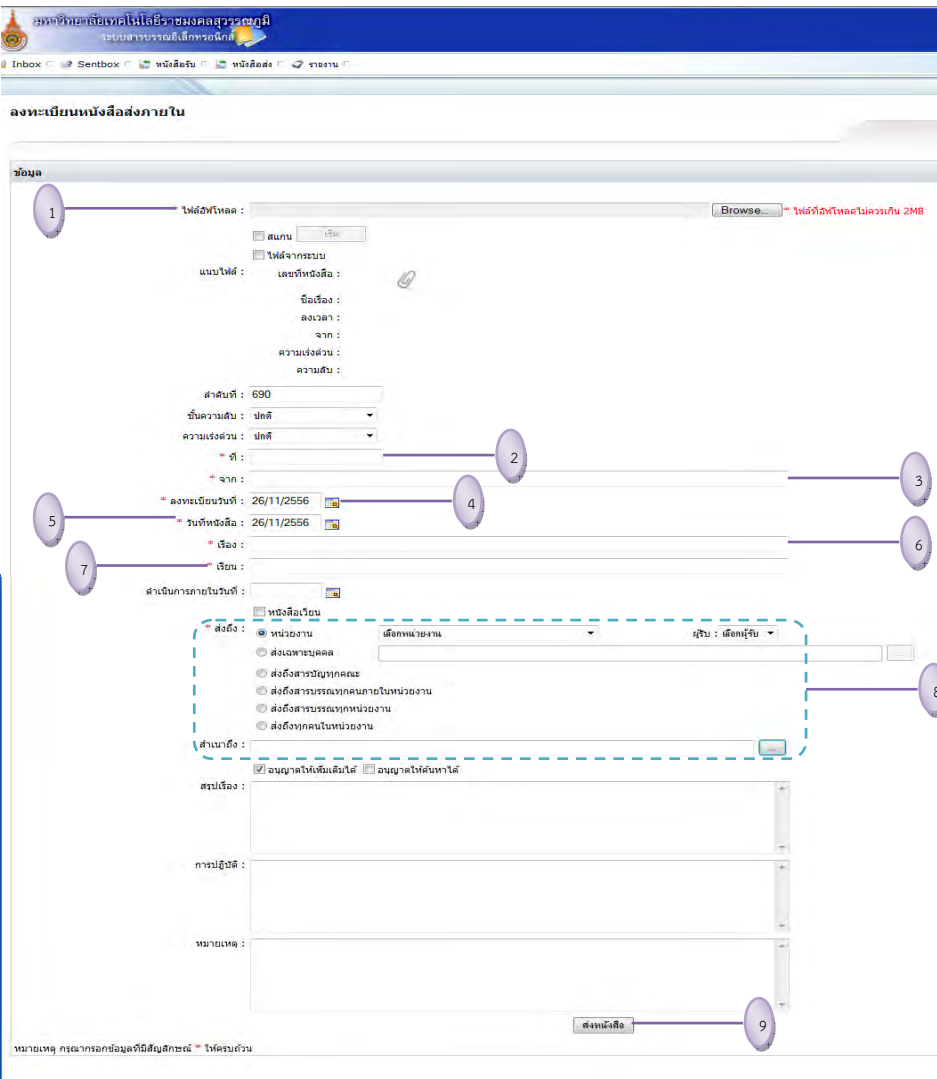 มหาวิทยาลัยเทคโนโลยีราชมงคลสุวรรณภูมิ
ระบบสารบรรณอิเล็กทรอนิกส์
Inbox Sentbox หนังสือรับ หนังสือส่ง รายงาน
ลงทะเบียนหนังสือส่งภายใน
ข้อมูล
1 * ไฟล์อัพโหลด : Browse... * ไฟล์ที่อัพโหลดไม่ควรเกิน 2MB
สแกน เริ่ม
ไฟล์จากระบบ
แนบไฟล์ : เลขที่หนังสือ :
ชื่อเรื่อง :
ลงเวลา :
จาก :
ความเร่งด่วน :
ความลับ :
ลำดับที่ : 690
ชั้นความลับ : ปกติ
ความเร่งด่วน : ปกติ
* ที่ : 2
* จาก : 3
* ลงทะเบียนวันที่ : 26/11/2556 4
5 * วันที่หนังสือ : 26/11/2556
* เรื่อง : 6
7 * เรียน :
ดำเนินการภายในวันที่ :
หนังสือเวียน
* ส่งถึง : หน่วยงาน เลือกหน่วยงาน ผู้รับ : เลือกผู้รับ
ส่งเฉพาะบุคคล ...
ส่งถึงสารบัญทุกคณะ
ส่งถึงสารบรรณทุกคนภายในหน่วยงาน 8
ส่งถึงสารบรรณทุกหน่วยงาน
ส่งถึงทุกคนในหน่วยงาน
สำเนาถึง : ...
อนุญาตให้เพิ่มเติมได้ อนุญาตให้ค้นหาได้
สรุปเรื่อง :
การปฏิบัติ :
หมายเหตุ :
ส่งหนังสือ 9
หมายเหตุ กรุณากรอกข้อมูลที่มีสัญลักษณ์ * ให้ครบถ้วน